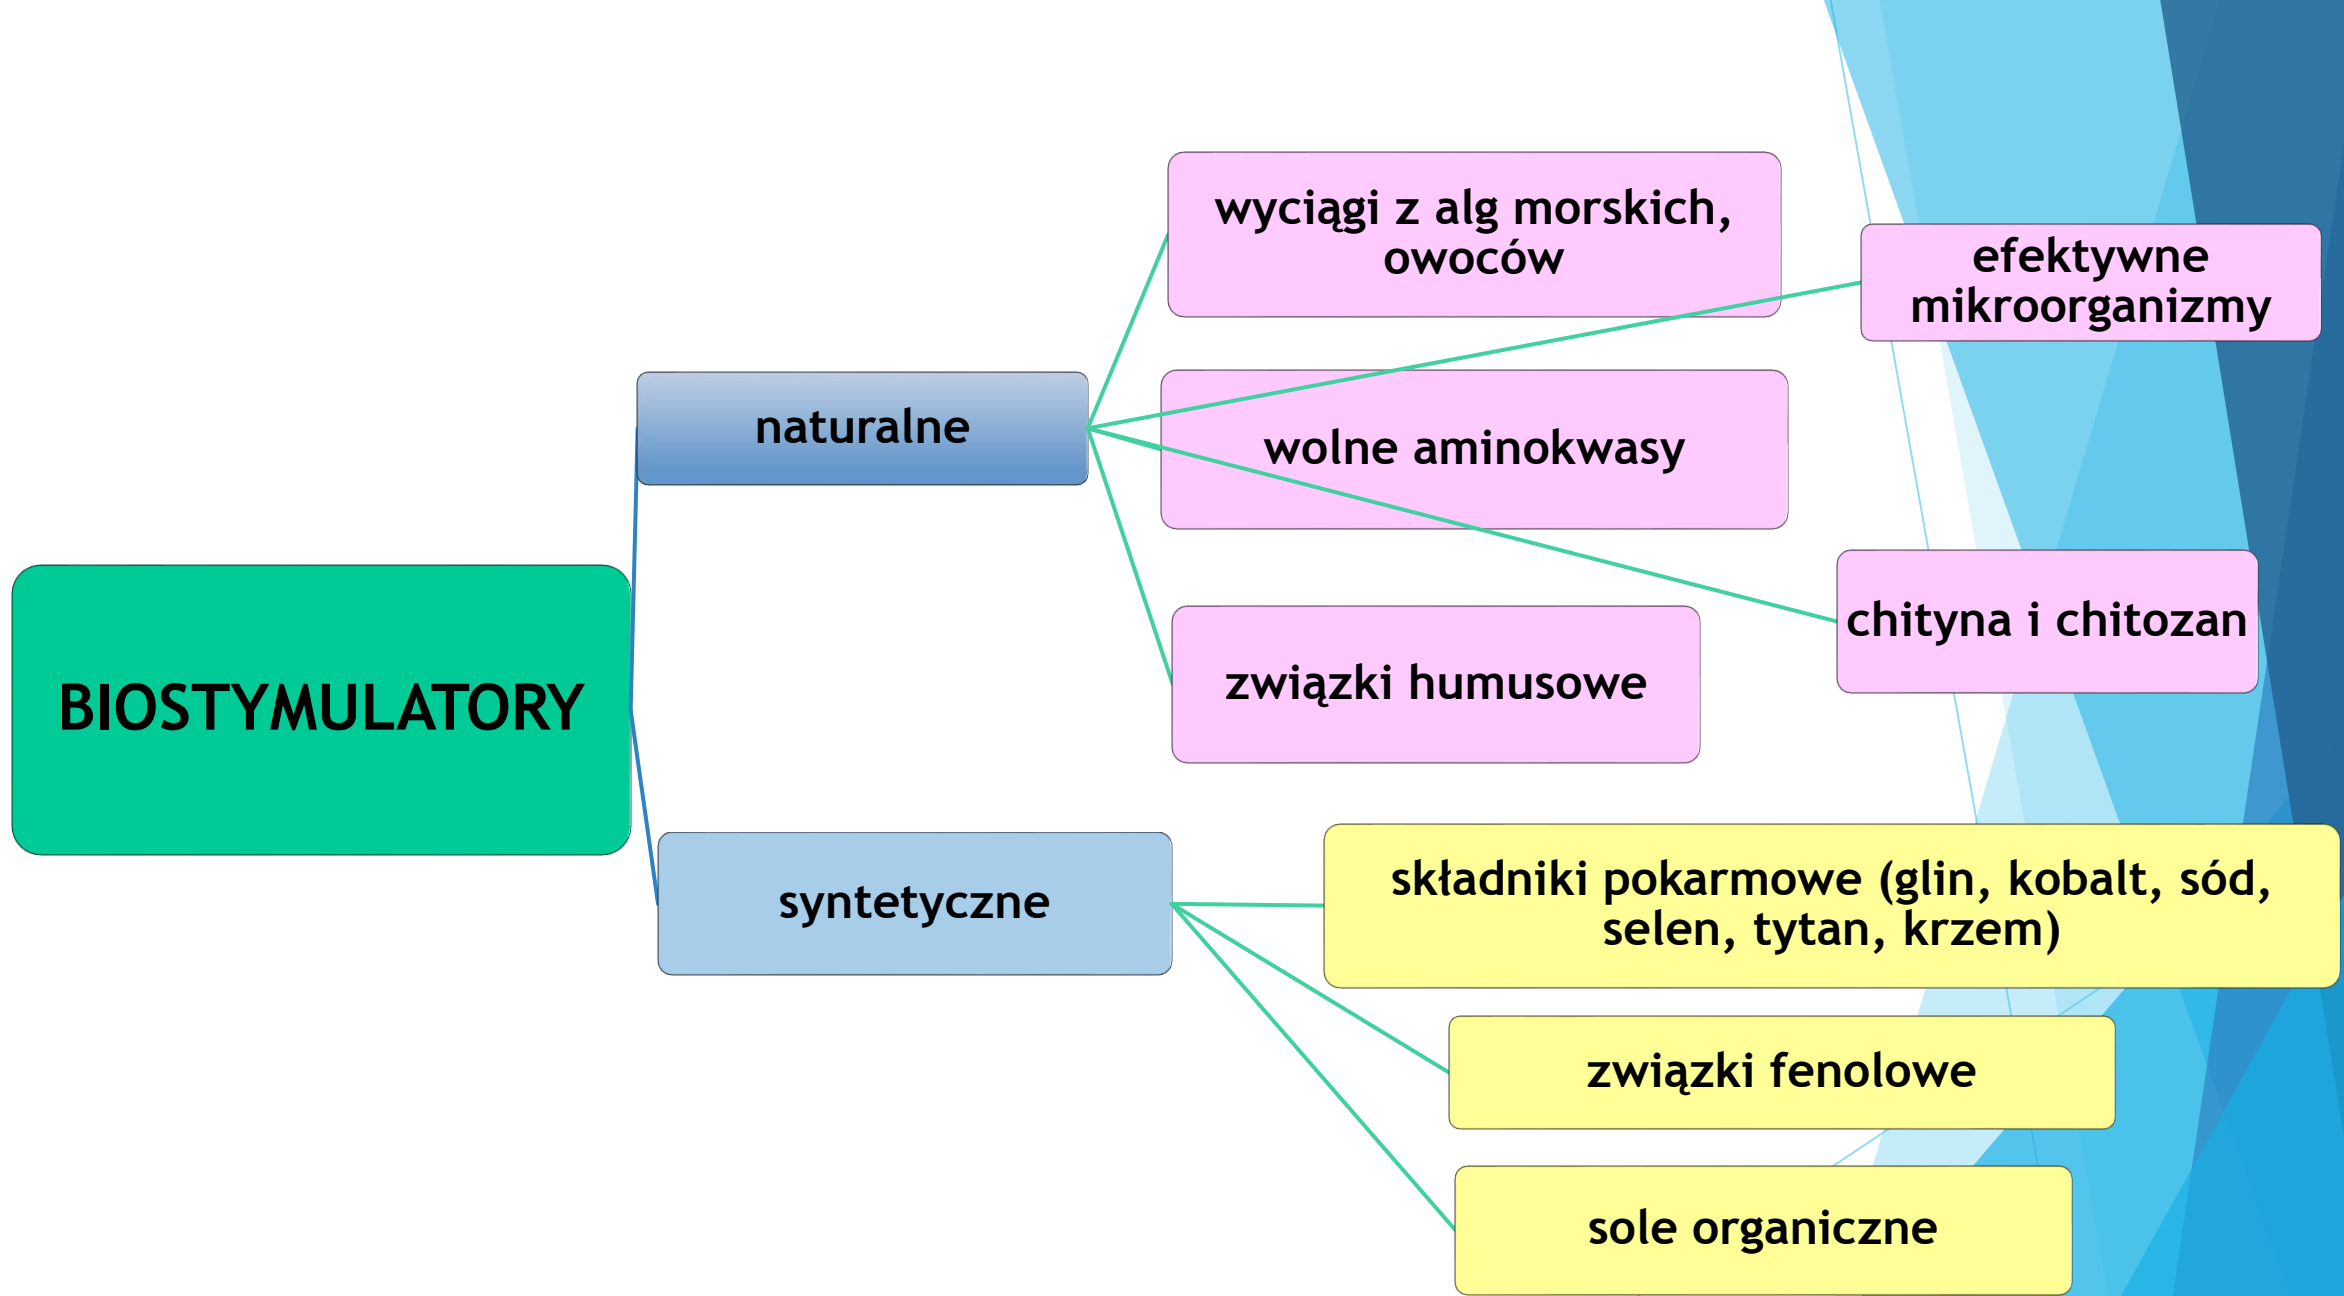 BIOSTYMULATORY
naturalne
wyciągi z alg morskich,
owoców
efektywne
mikroorganizmy
wolne aminokwasy
chityna i chitozan
związki humusowe
syntetyczne
składniki pokarmowe (glin, kobalt, sód,
selen, tytan, krzem)
związki fenolowe
sole organiczne